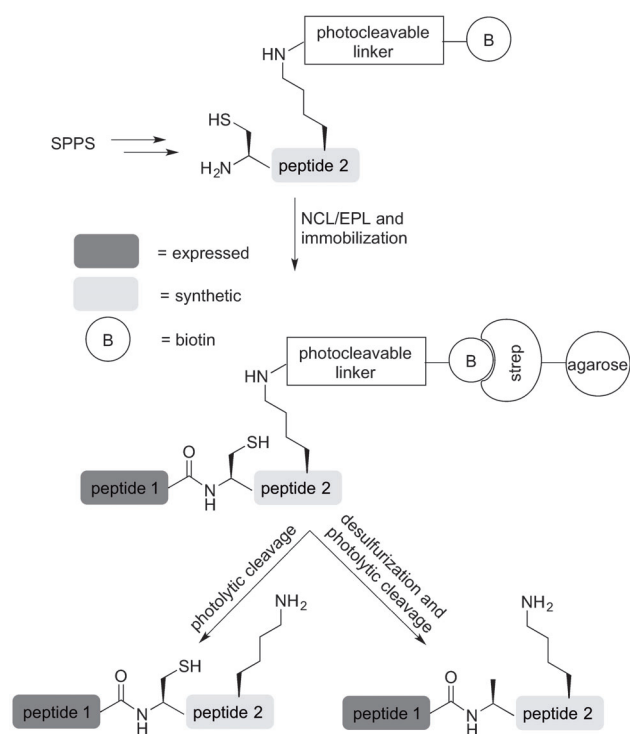 photocleavable
linker
B
HN
HS
SPPS
H2N
peptide 2
NCL/EPL and
immobilization
= expressed
= synthetic
B
= biotin
photocleavable
linker
B
strep
agarose
HN
SH
O
peptide 1
N
H
peptide 2
photolytic cleavage
desulfurization and
photolytic cleavage
NH2
SH
O
peptide 1
N
H
peptide 2
NH2
O
peptide 1
N
H
peptide 2